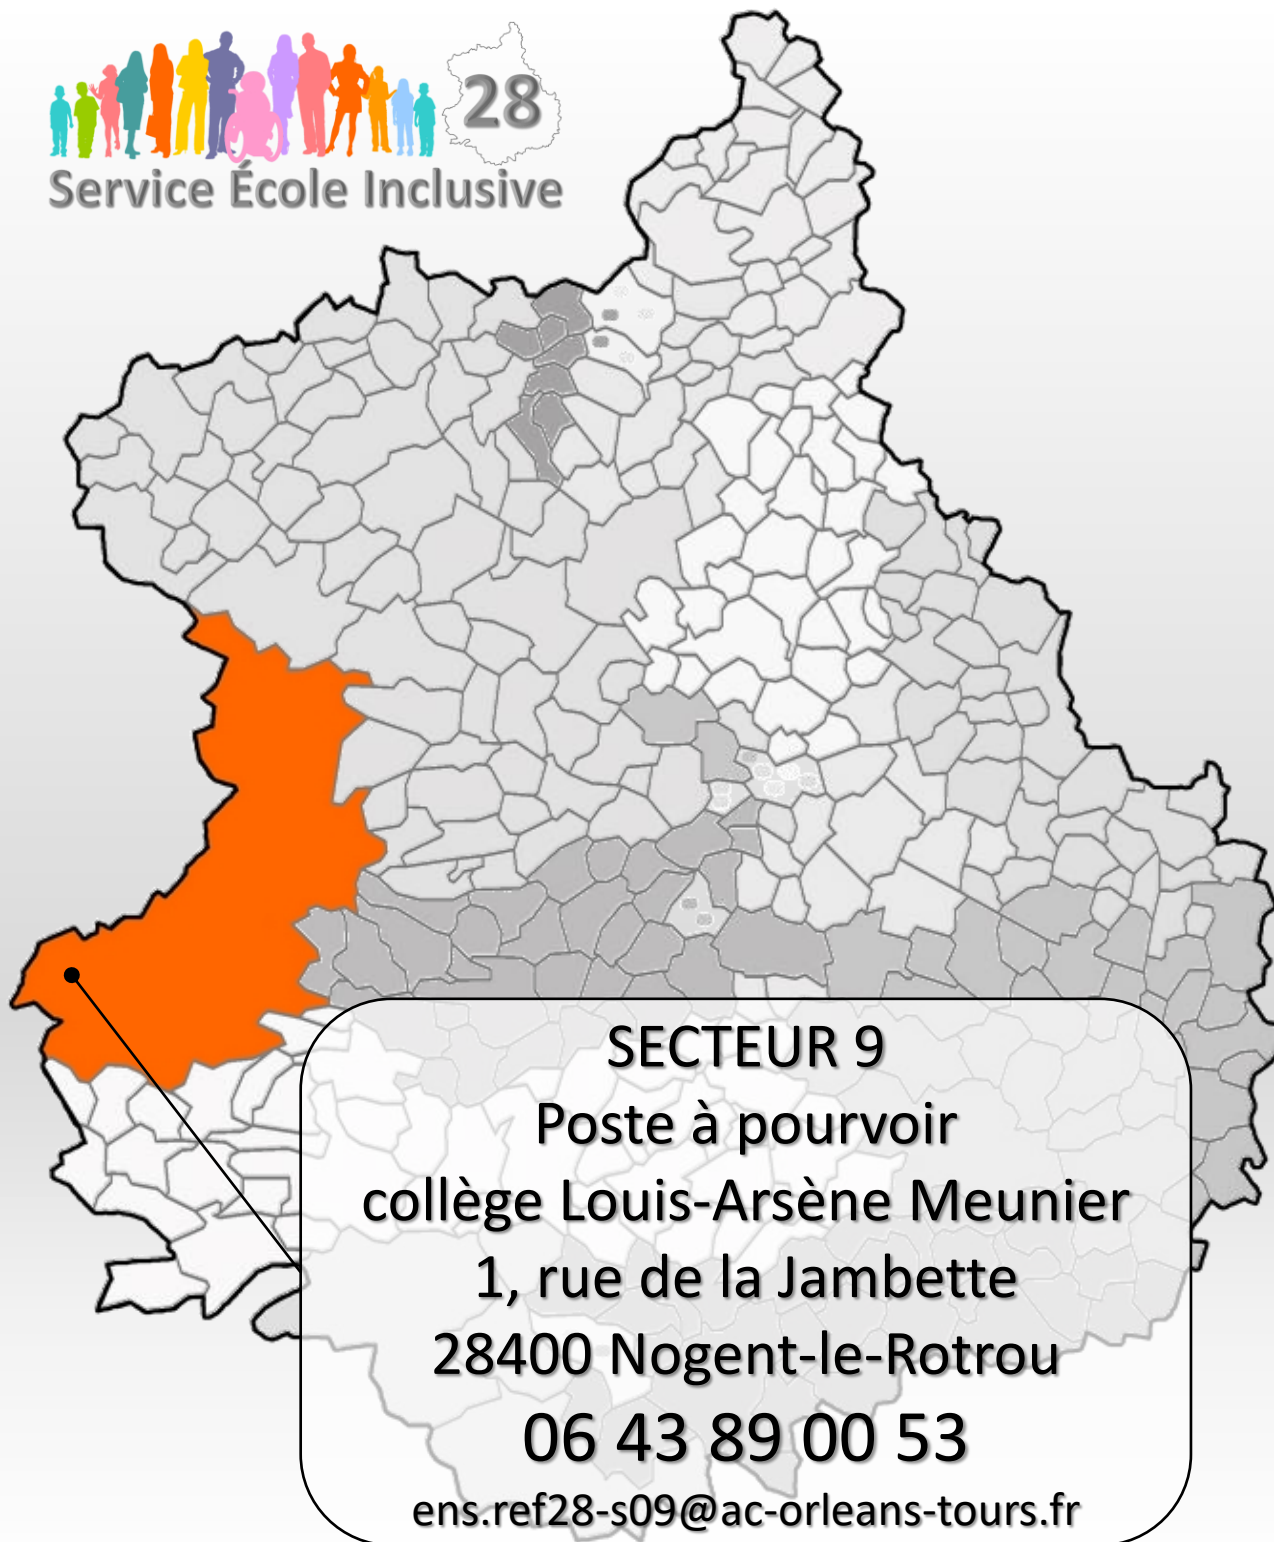 28
Service École Inclusive
SECTEUR 9
Poste à pourvoir
collège Louis-Arsène Meunier
1, rue de la Jambette
28400 Nogent-le-Rotrou
06 43 89 00 53
ens.ref28-s09@ac-orleans-tours.fr